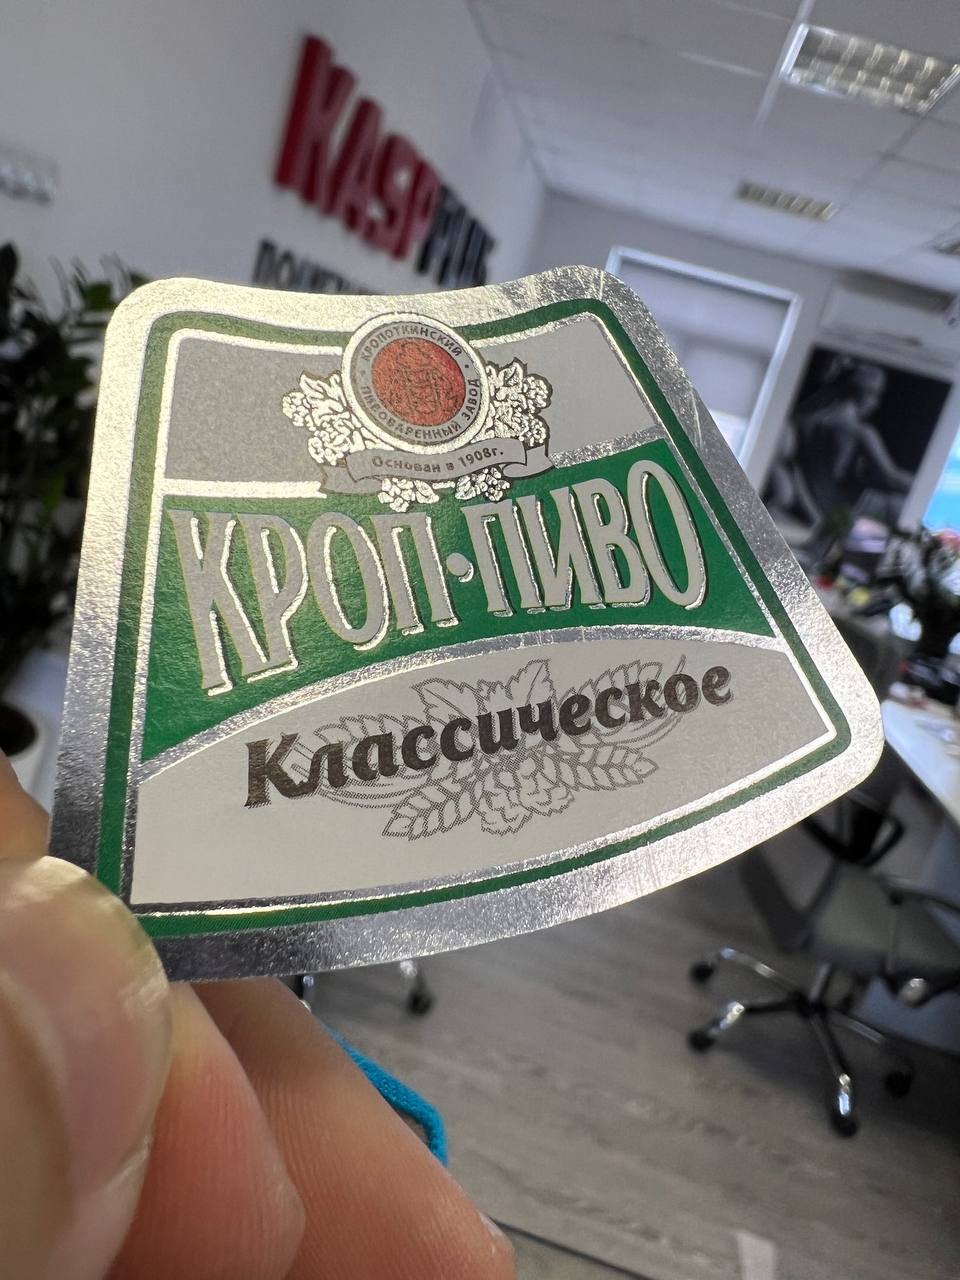 KASP
КРОПОТКИНСКИЙ
ПИВОВАРЕННЫЙ ЗАВОД
Основан в 1908г.
КРОП•ПИВО
Классическое